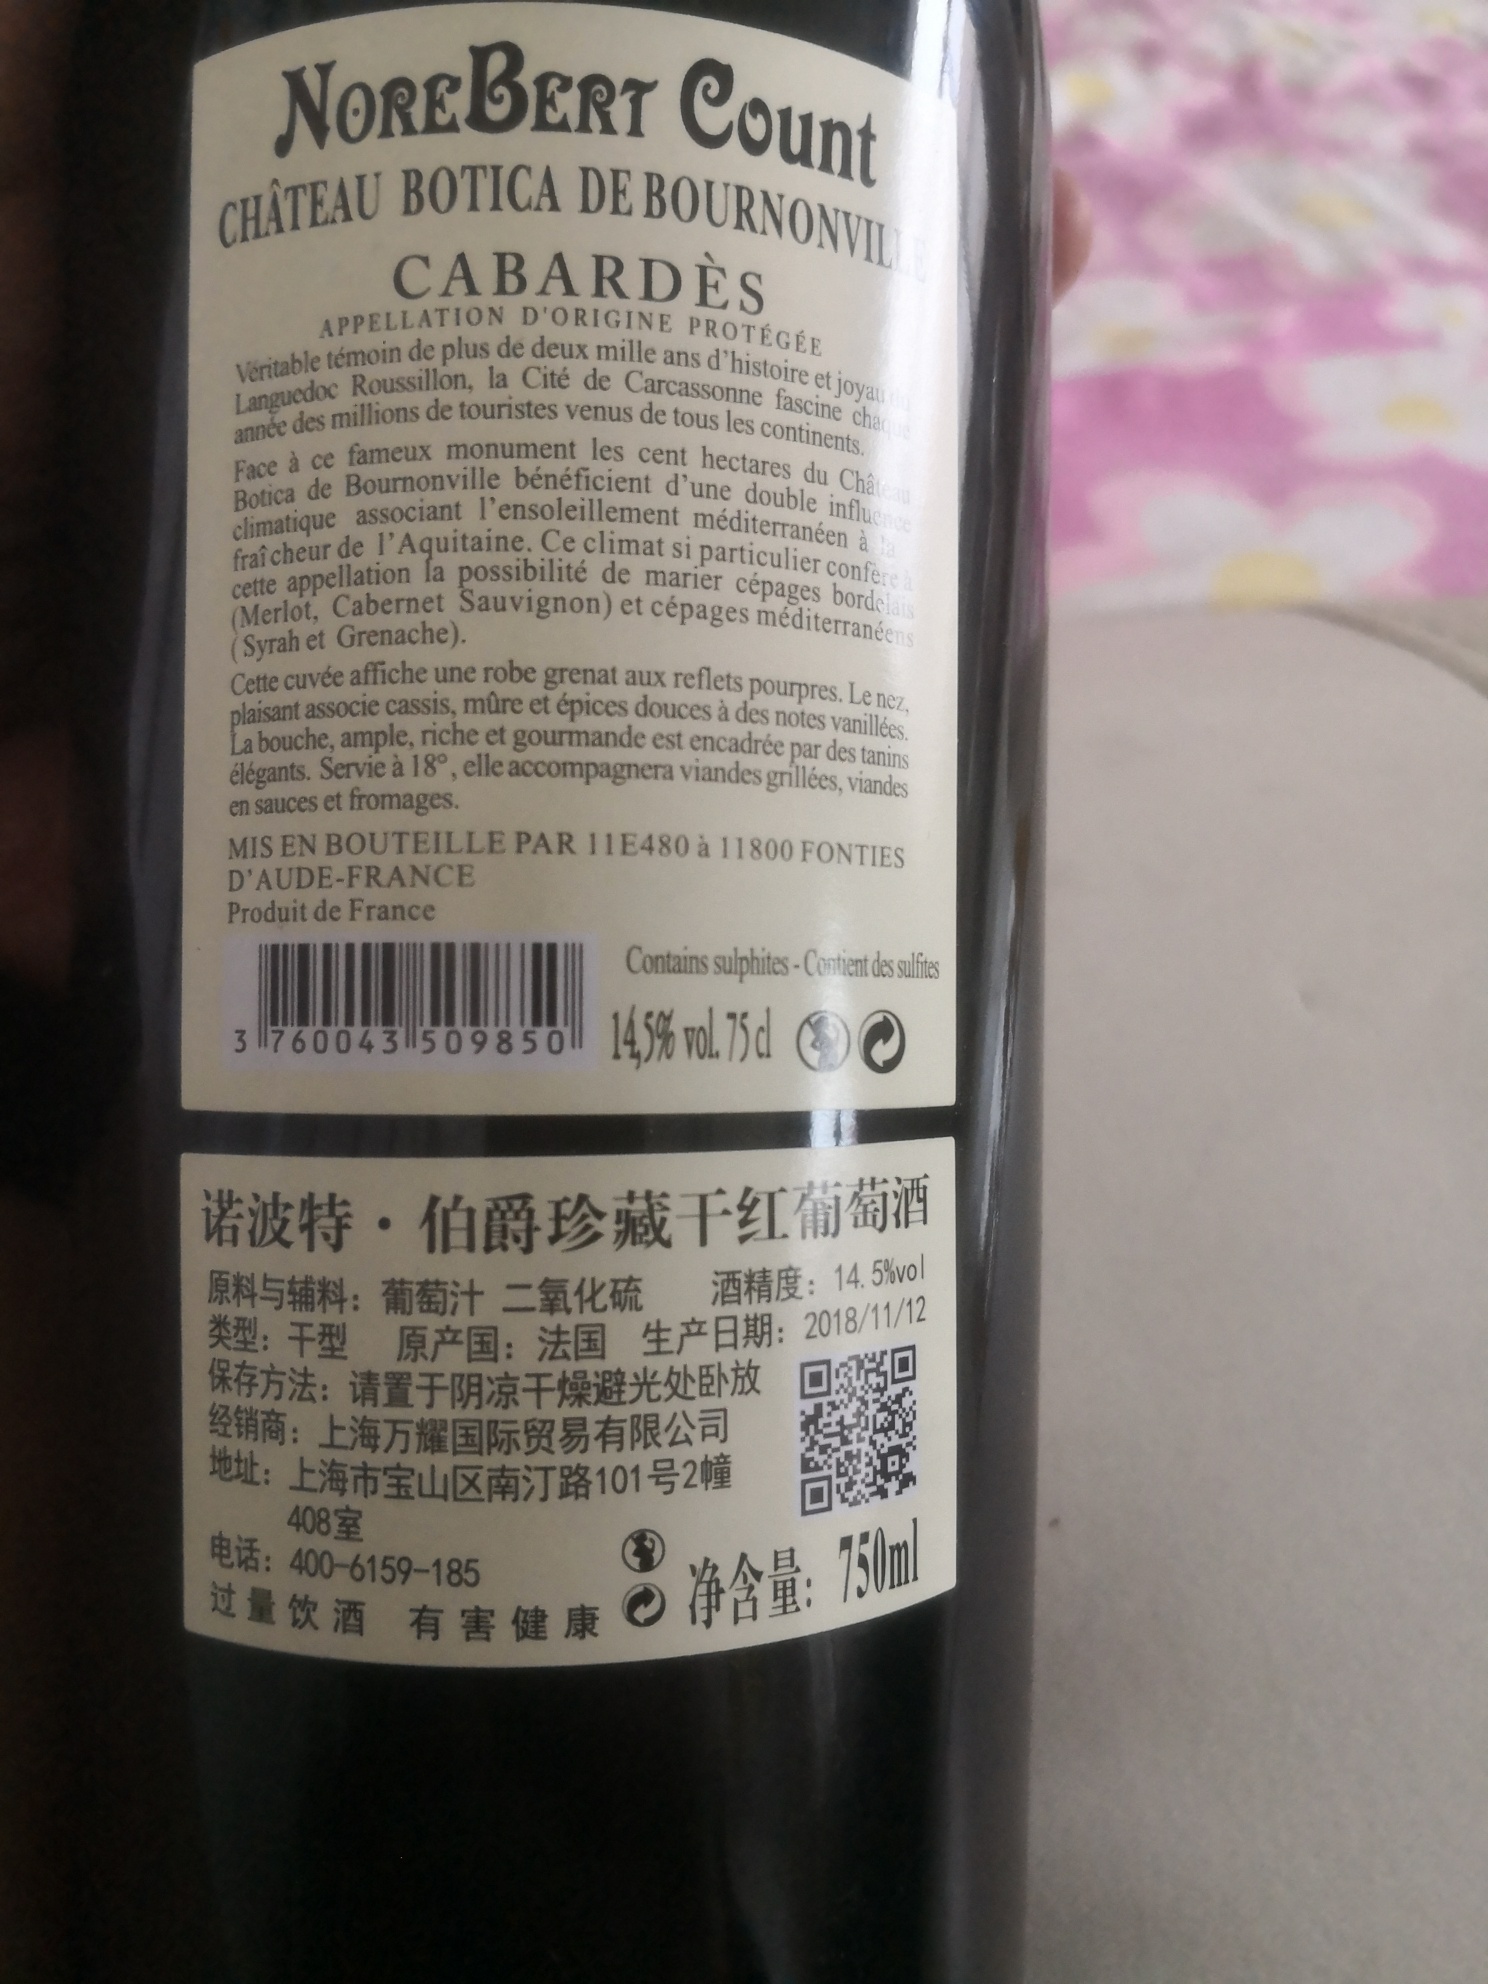 NOREBERT Count
CHÂTEAU BOTICA DE BOURNONVILLE
CABARDÈS
APPELLATION D'ORIGINE PROTÉGÉE
Véritable témoin de plus de deux mille ans d'histoire et joyau du
Languedoc Roussillon, la Cité de Carcassonne fascine chaque
année des millions de touristes venus de tous les continents.
Face à ce fameux monument les cent hectares du Château
Botica de Bournonville bénéficient d'une double influence
climatique associant l'ensoleillement méditerranéen à la
fraîcheur de l'Aquitaine. Ce climat si particulier confère à
cette appellation la possibilité de marier cépages bordelais
(Merlot, Cabernet Sauvignon) et cépages méditerranéens
(Syrah et Grenache).
Cette cuvée affiche une robe grenat aux reflets pourpres. Le nez,
plaisant associe cassis, mûre et épices douces à des notes vanillées.
La bouche, ample, riche et gourmande est encadrée par des tanins
élégants. Servie à 18°, elle accompagnera viandes grillées, viandes
en sauces et fromages.
MIS EN BOUTEILLE PAR 11E480 à 11800 FONTIES
D'AUDE-FRANCE
Produit de France
Contains sulphites - Contient des sulfites
3 760043 509850
14,5% vol. 75 cl
诺波特·伯爵珍藏干红葡萄酒
原料与辅料：葡萄汁 二氧化硫 酒精度：14.5%vol
类型：干型 原产国：法国 生产日期：2018/11/12
保存方法：请置于阴凉干燥避光处卧放
经销商：上海万耀国际贸易有限公司
地址：上海市宝山区南汀路101号2幢
408室
电话：400-6159-185
过量饮酒 有害健康
净含量：750ml